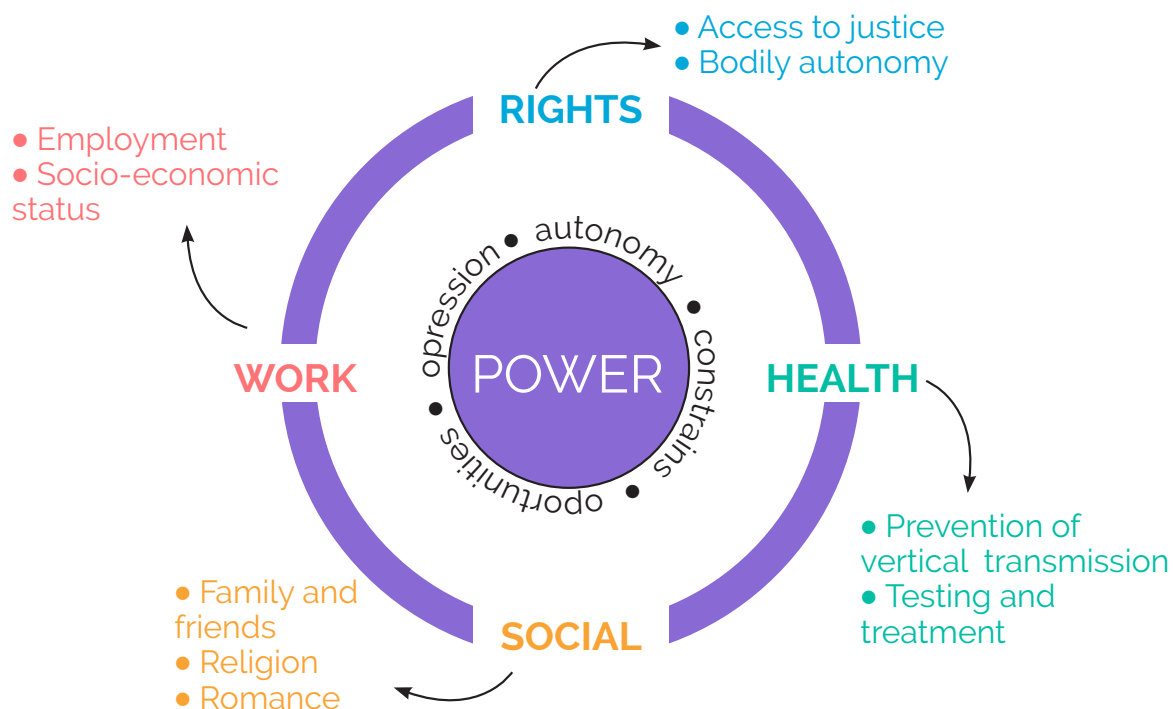 ● Access to justice
● Bodily autonomy
RIGHTS
● Employment
● Socio-economic
status
autonomy ●
constrains ●
oportunities ●
opression ●
POWER
WORK
HEALTH
● Prevention of
vertical transmission
● Testing and
treatment
● Family and
friends
● Religion
● Romance
SOCIAL